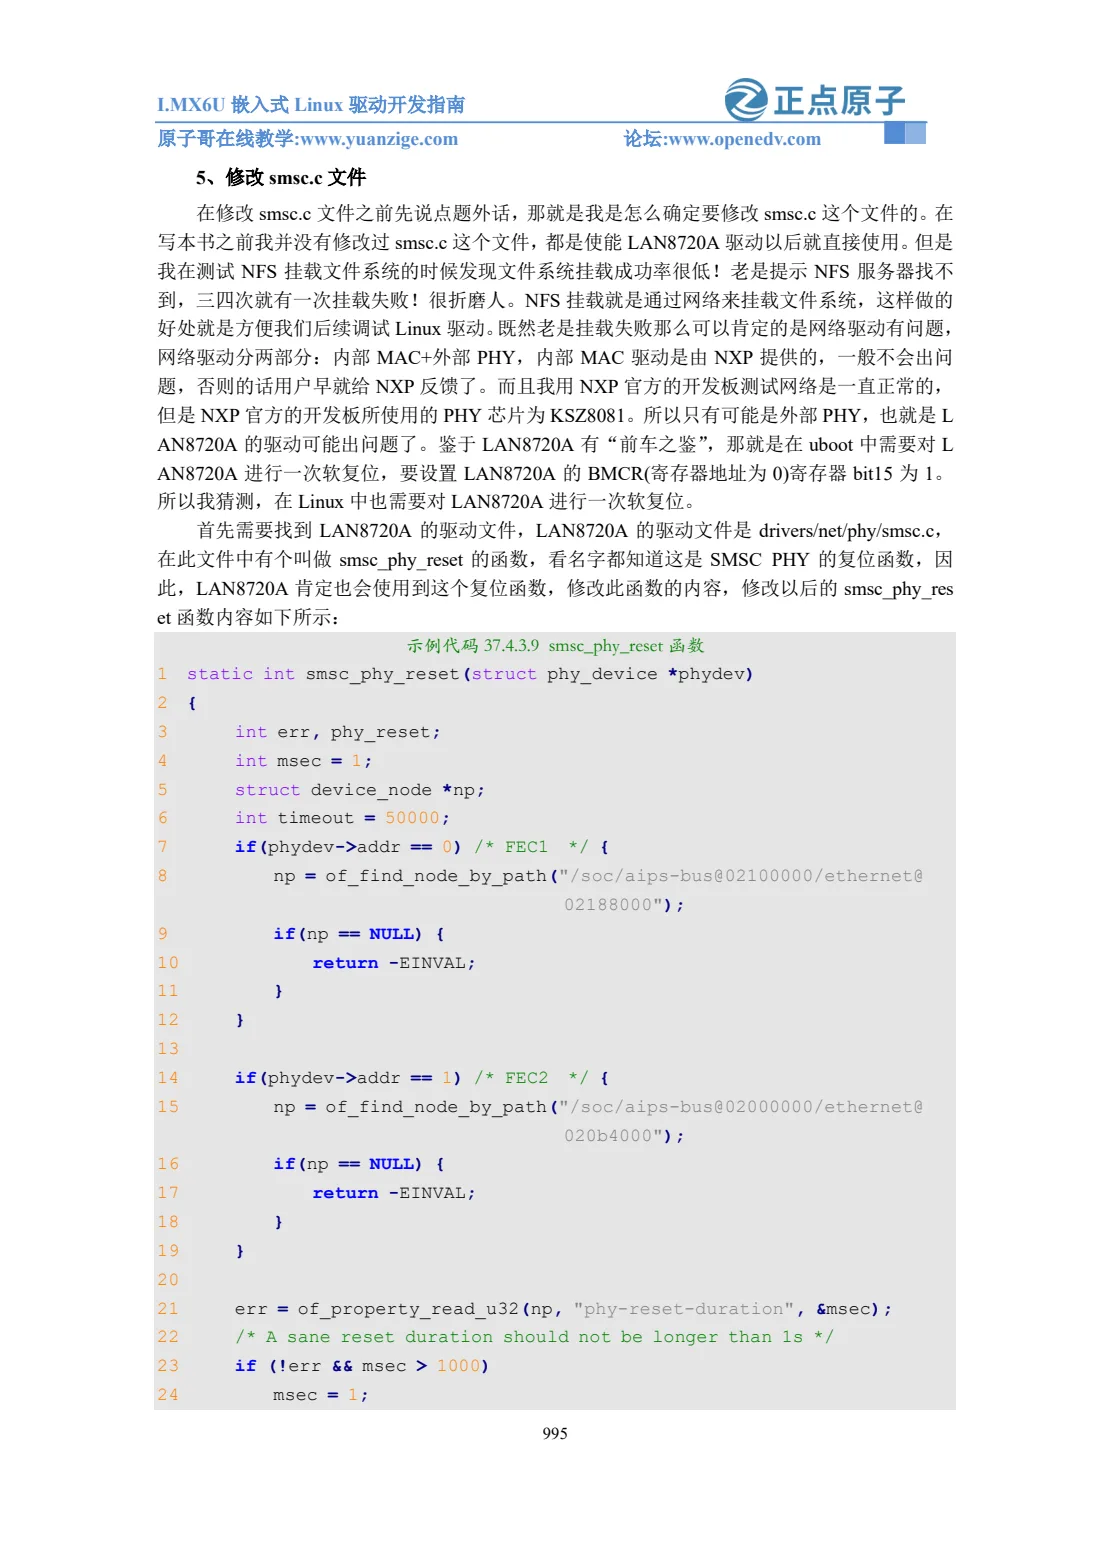 I.MX6U 嵌入式 Linux 驱动开发指南
正点原子
原子哥在线教学:www.yuanzige.com 论坛:www.openedv.com
5、修改 smsc.c 文件
在修改 smsc.c 文件之前先说点题外话，那就是我是怎么确定要修改 smsc.c 这个文件的。在
写本书之前我并没有修改过 smsc.c 这个文件，都是使能 LAN8720A 驱动以后就直接使用。但是
我在测试 NFS 挂载文件系统的时候发现文件系统挂载成功率很低！老是提示 NFS 服务器找不
到，三四次就有一次挂载失败！很折磨人。NFS 挂载就是通过网络来挂载文件系统，这样做的
好处就是方便我们后续调试 Linux 驱动。既然老是挂载失败那么可以肯定的是网络驱动有问题，
网络驱动分两部分：内部 MAC+外部 PHY，内部 MAC 驱动是由 NXP 提供的，一般不会出问
题，否则的话用户早就给 NXP 反馈了。而且我用 NXP 官方的开发板测试网络是一直正常的，
但是 NXP 官方的开发板所使用的 PHY 芯片为 KSZ8081。所以只有可能是外部 PHY，也就是 L
AN8720A 的驱动可能出问题了。鉴于 LAN8720A 有“前车之鉴”，那就是在 uboot 中需要对 L
AN8720A 进行一次软复位，要设置 LAN8720A 的 BMCR(寄存器地址为 0)寄存器 bit15 为 1。
所以我猜测，在 Linux 中也需要对 LAN8720A 进行一次软复位。
首先需要找到 LAN8720A 的驱动文件，LAN8720A 的驱动文件是 drivers/net/phy/smsc.c，
在此文件中有个叫做 smsc_phy_reset 的函数，看名字都知道这是 SMSC PHY 的复位函数，因
此，LAN8720A 肯定也会使用到这个复位函数，修改此函数的内容，修改以后的 smsc_phy_res
et 函数内容如下所示：
示例代码 37.4.3.9 smsc_phy_reset 函数
1 static int smsc_phy_reset(struct phy_device *phydev)
2 {
3 int err, phy_reset;
4 int msec = 1;
5 struct device_node *np;
6 int timeout = 50000;
7 if(phydev->addr == 0) /* FEC1 */ {
8 np = of_find_node_by_path("/soc/aips-bus@02100000/ethernet@
02188000");
9 if(np == NULL) {
10 return -EINVAL;
11 }
12 }
13
14 if(phydev->addr == 1) /* FEC2 */ {
15 np = of_find_node_by_path("/soc/aips-bus@02000000/ethernet@
020b4000");
16 if(np == NULL) {
17 return -EINVAL;
18 }
19 }
20
21 err = of_property_read_u32(np, "phy-reset-duration", &msec);
22 /* A sane reset duration should not be longer than 1s */
23 if (!err && msec > 1000)
24 msec = 1;
995